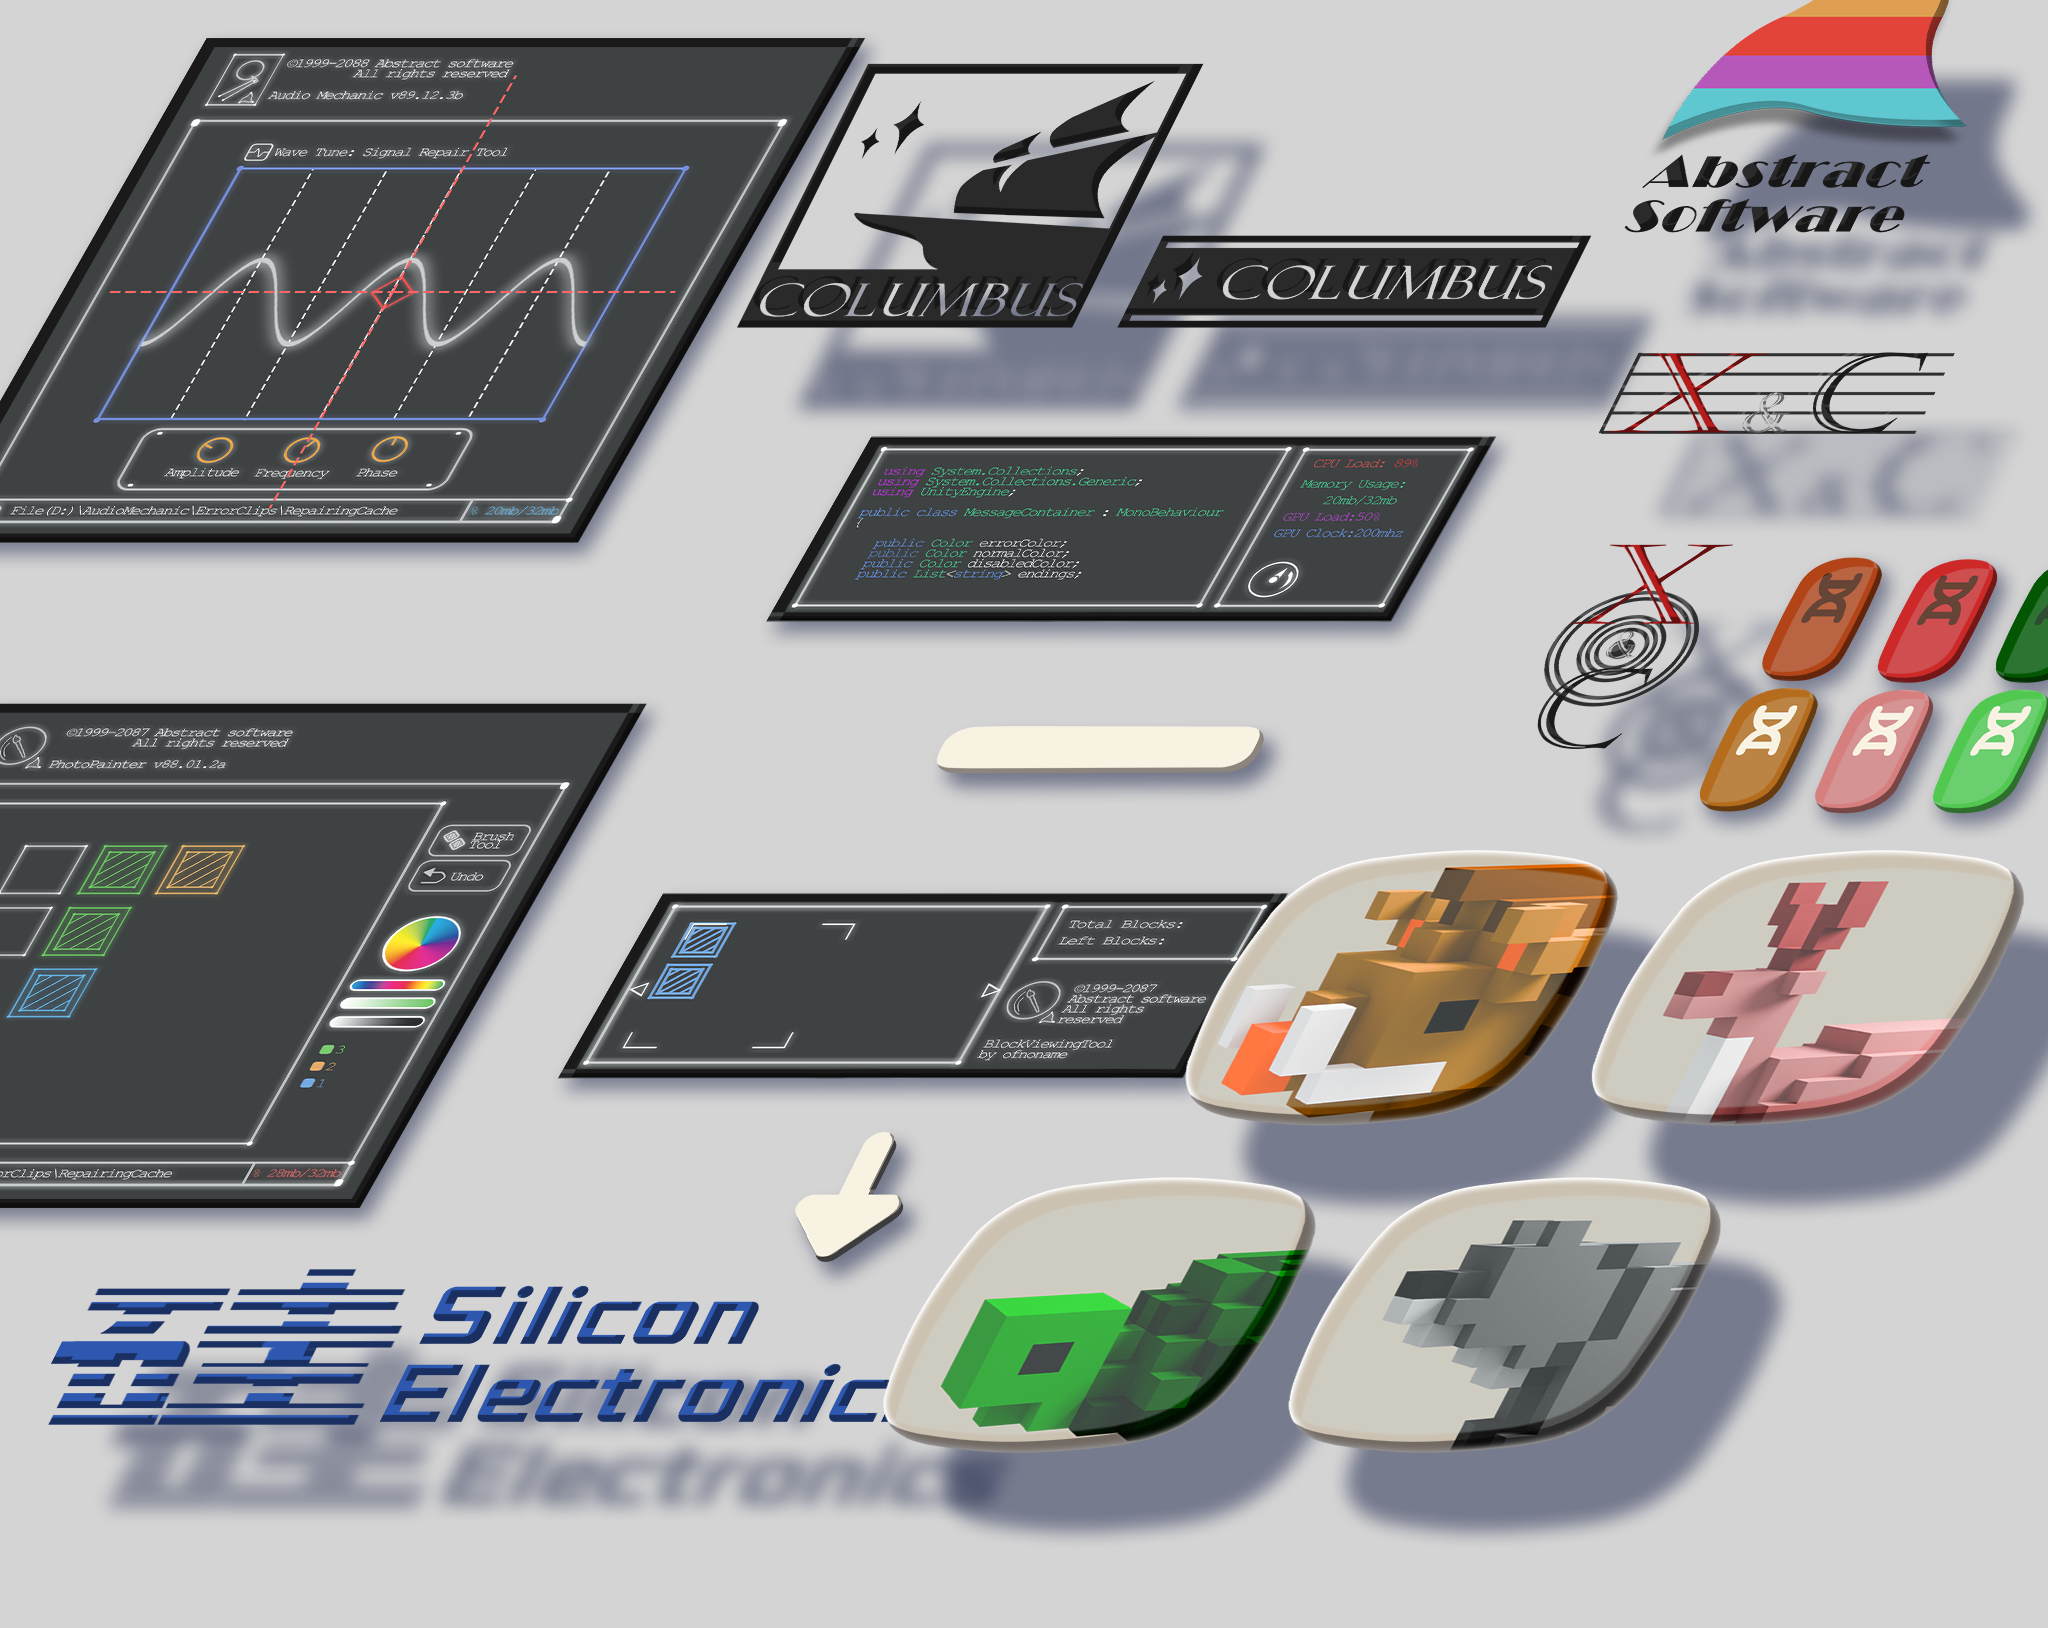 ©1999-2088 Abstract software
All rights reserved
Audio Mechanic v89.12.3b
Wave Tune: Signal Repair Tool
Amplitude Frequency Phase
File(D:)\AudioMechanic\ErrorClips\RepairingCache
% 20mb/32mb
COLUMBUS
COLUMBUS
Abstract
Software
X & C
using System.Collections;
using System.Collections.Generic;
using UnityEngine;
public class MessageContainer : MonoBehaviour
{
public Color errorColor;
public Color normalColor;
public Color disabledColor;
public List<string> endings;
CPU Load: 89%
Memory Usage:
20mb/32mb
GPU Load:50%
GPU Clock:200mhz
X
&
C
©1999-2087 Abstract software
All rights reserved
PhotoPainter v88.01.2a
Brush
Tool
Undo
3
2
1
orClips\RepairingCache
% 28mb/32mb
Total Blocks:
Left Blocks:
©1999-2087
Abstract software
All rights
reserved
BlockViewingTool
by ofnoname
Silicon
Electronic